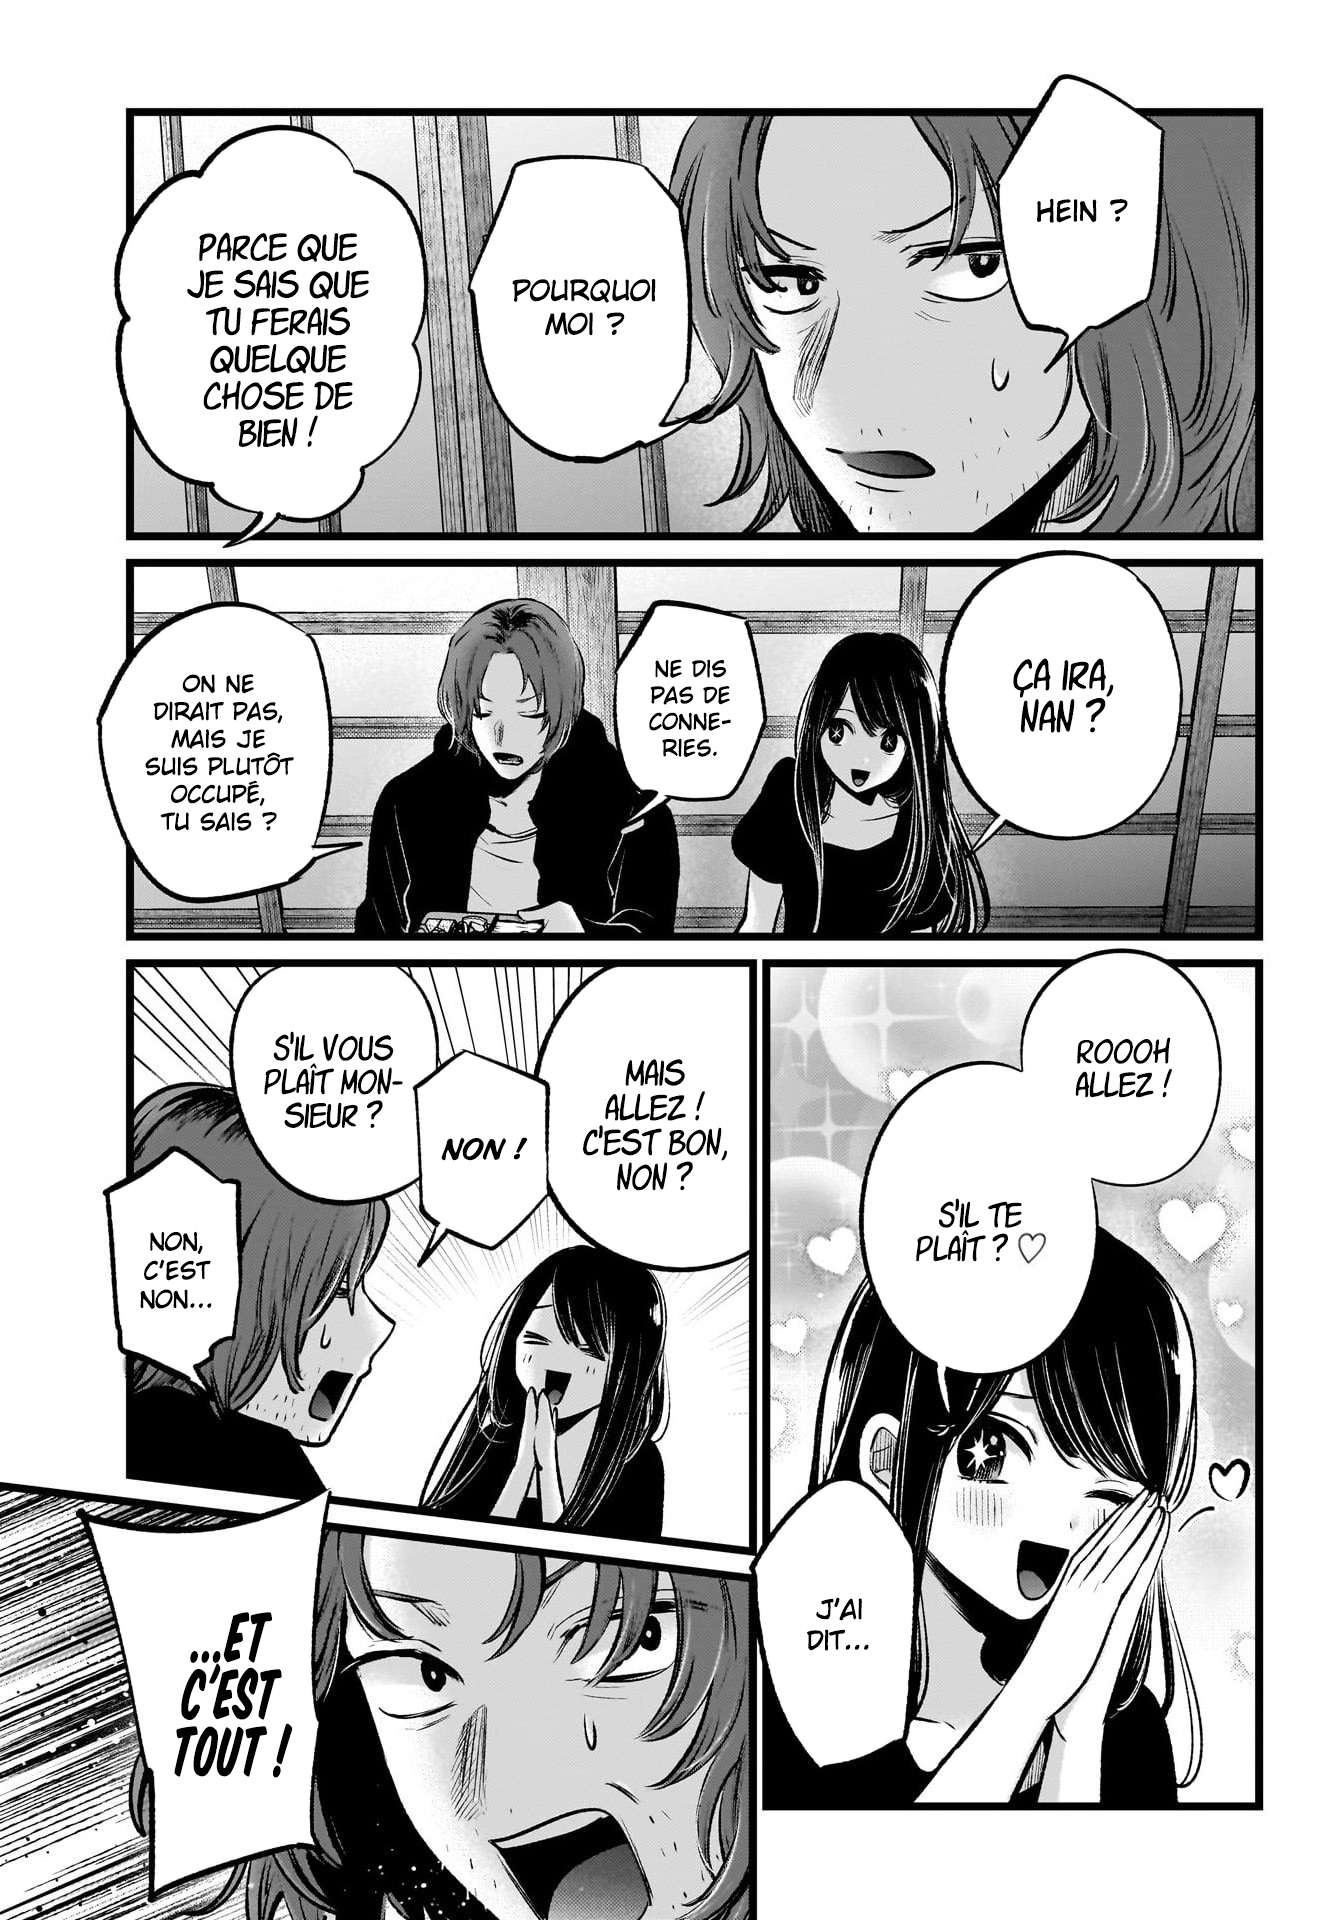 HEIN ?
POURQUOI
MOI ?
PARCE QUE
JE SAIS QUE
TU FERAIS
QUELQUE
CHOSE DE
BIEN !
ÇA IRA,
NAN ?
NE DIS
PAS DE
CONNE-
RIES.
ON NE
DIRAIT PAS,
MAIS JE
SUIS PLUTÔT
OCCUPÉ,
TU SAIS ?
ROOOH
ALLEZ !
S'IL TE
PLAÎT ? ♡
J'AI
DIT...
MAIS
ALLEZ !
C'EST BON,
NON ?
NON !
S'IL VOUS
PLAÎT MON-
SIEUR ?
NON,
C'EST
NON...
...ET
C'EST
TOUT !